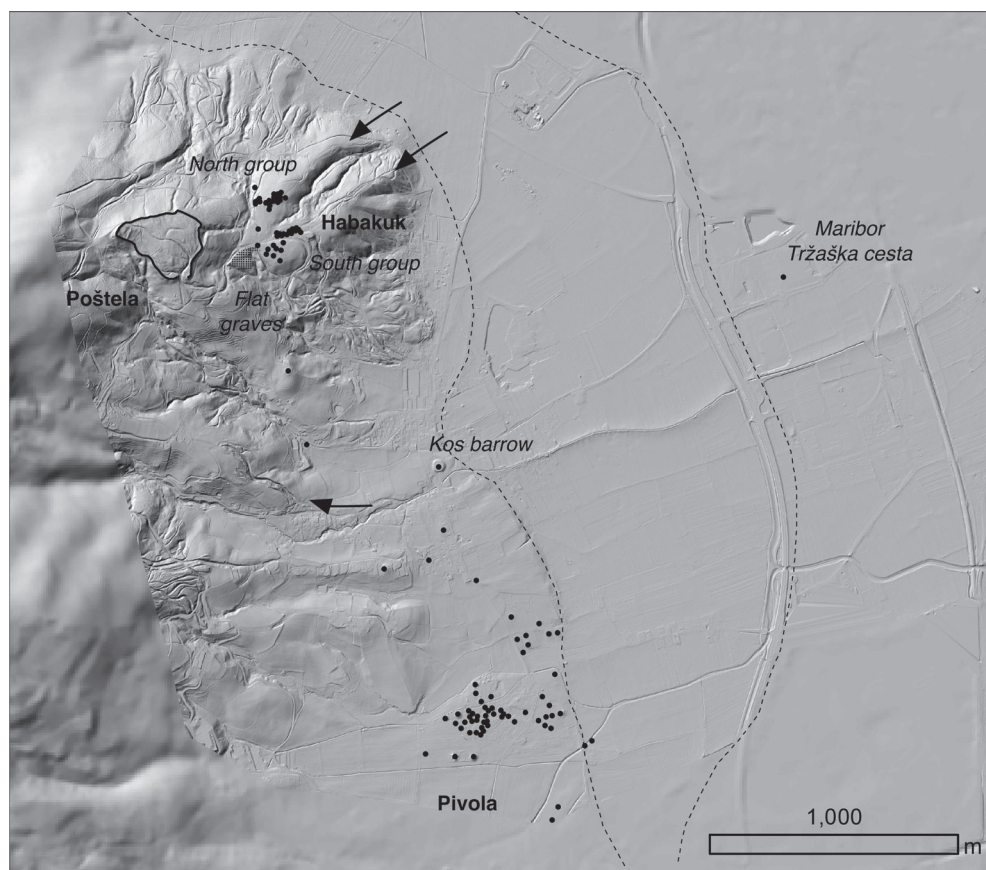 North group
Habakuk
South group
Poštela
Flat
graves
Maribor
Tržaška cesta
Kos barrow
Pivola
1,000
m